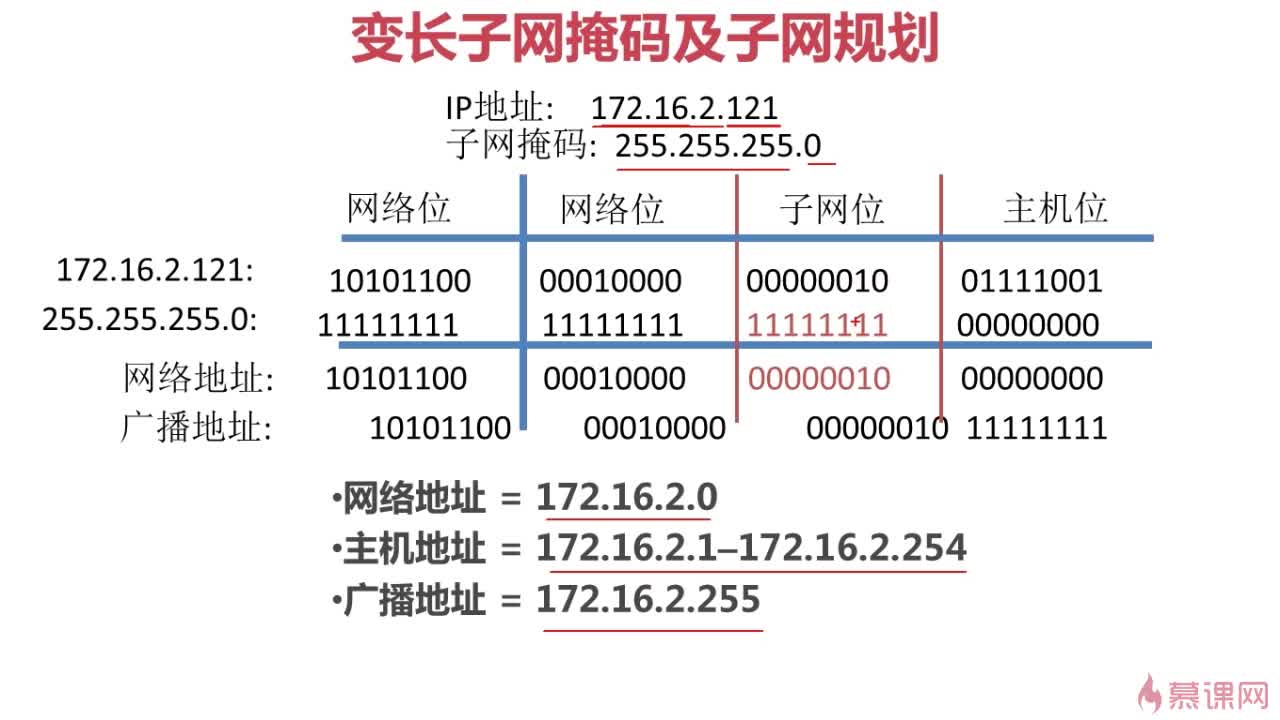 变长子网掩码及子网规划
IP地址: 172.16.2.121
子网掩码: 255.255.255.0
网络位 网络位 子网位 主机位
172.16.2.121: 10101100 00010000 00000010 01111001
255.255.255.0: 11111111 11111111 11111111 00000000
网络地址: 10101100 00010000 00000010 00000000
广播地址: 10101100 00010000 00000010 11111111
•网络地址 = 172.16.2.0
•主机地址 = 172.16.2.1–172.16.2.254
•广播地址 = 172.16.2.255
慕课网